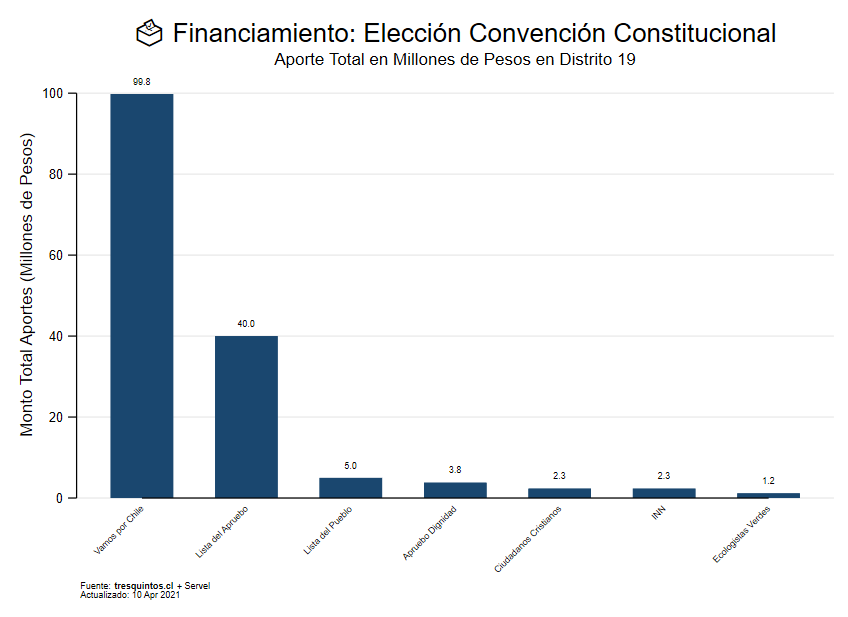 Financiamiento: Elección Convención Constitucional
Aporte Total en Millones de Pesos en Distrito 19
Monto Total Aportes (Millones de Pesos)
100
80
60
40
20
0
99.8
40.0
5.0
3.8
2.3
2.3
1.2
Vamos por Chile
Lista del Apruebo
Lista del Pueblo
Apruebo Dignidad
Ciudadanos Cristianos
INN
Ecologistas Verdes
Fuente: tresquintos.cl + Servel
Actualizado: 10 Apr 2021